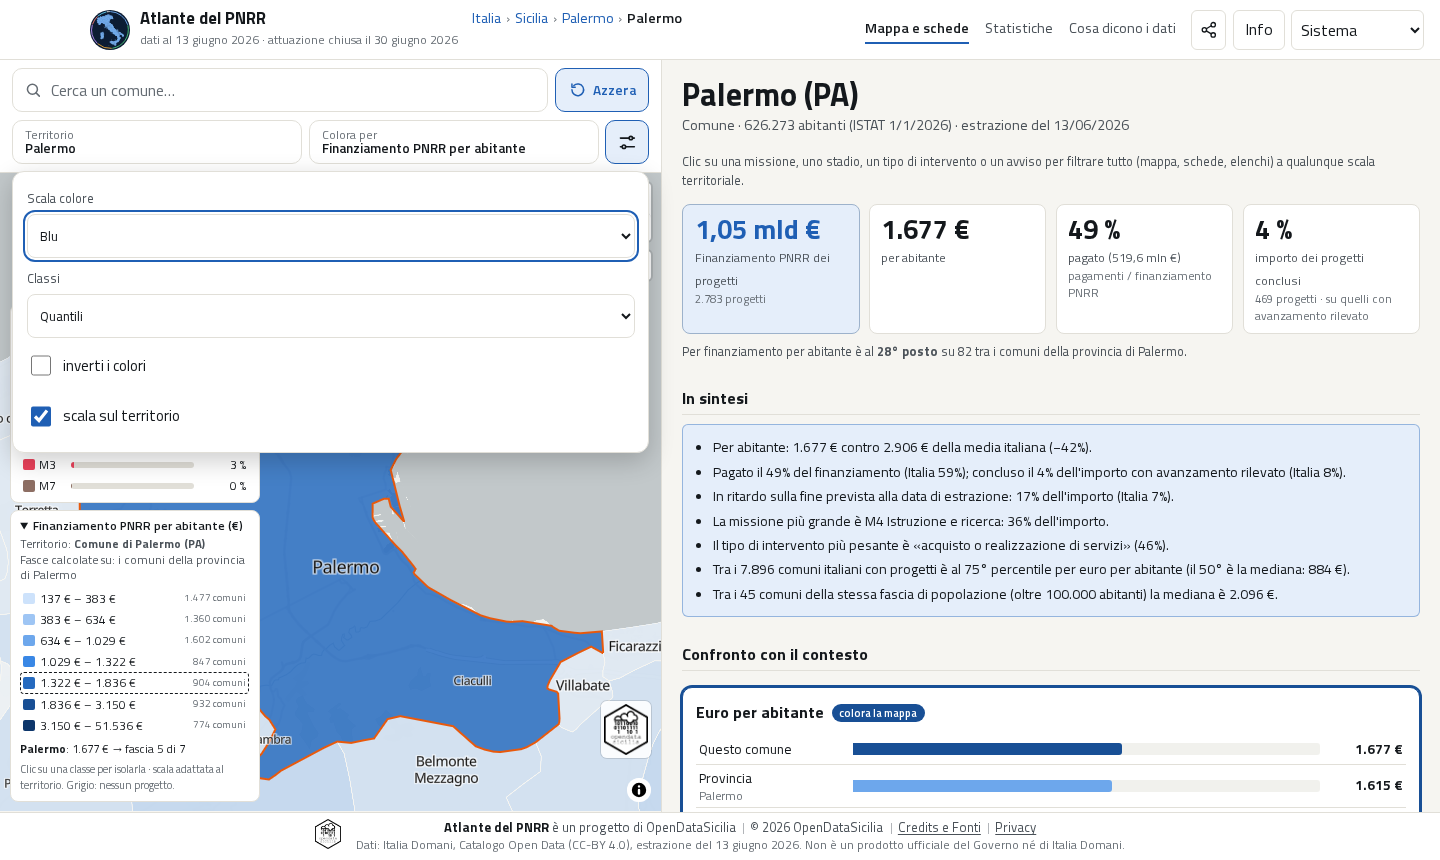 Atlante del PNRR
dati al 13 giugno 2026 · attuazione chiusa il 30 giugno 2026
Italia › Sicilia › Palermo › Palermo
Mappa e schede
Statistiche
Cosa dicono i dati
Info
Sistema
Cerca un comune...
Azzera
Territorio
Palermo
Colora per
Finanziamento PNRR per abitante
Scala colore
Blu
Classi
Quantili
inverti i colori
scala sul territorio
M3 3 %
M7 0 %
Finanziamento PNRR per abitante (€)
Territorio: Comune di Palermo (PA)
Fasce calcolate su: i comuni della provincia
di Palermo
137 € – 383 € 1.477 comuni
383 € – 634 € 1.360 comuni
634 € – 1.029 € 1.602 comuni
1.029 € – 1.322 € 847 comuni
1.322 € – 1.836 € 904 comuni
1.836 € – 3.150 € 932 comuni
3.150 € – 51.536 € 774 comuni
Palermo: 1.677 € → fascia 5 di 7
Clic su una classe per isolarla · scala adattata al
territorio. Grigio: nessun progetto.
Palermo
Ciaculli
Ficarazzi
Villabate
Belmonte
Mezzagno
Palermo (PA)
Comune · 626.273 abitanti (ISTAT 1/1/2026) · estrazione del 13/06/2026
Clic su una missione, uno stadio, un tipo di intervento o un avviso per filtrare tutto (mappa, schede, elenchi) a qualunque scala
territoriale.
1,05 mld €
Finanziamento PNRR dei
progetti
2.783 progetti
1.677 €
per abitante
49 %
pagato (519,6 mln €)
pagamenti / finanziamento
PNRR
4 %
importo dei progetti
conclusi
469 progetti · su quelli con
avanzamento rilevato
Per finanziamento per abitante è al 28° posto su 82 tra i comuni della provincia di Palermo.
In sintesi
• Per abitante: 1.677 € contro 2.906 € della media italiana (−42%).
• Pagato il 49% del finanziamento (Italia 59%); concluso il 4% dell'importo con avanzamento rilevato (Italia 8%).
• In ritardo sulla fine prevista alla data di estrazione: 17% dell'importo (Italia 7%).
• La missione più grande è M4 Istruzione e ricerca: 36% dell'importo.
• Il tipo di intervento più pesante è «acquisto o realizzazione di servizi» (46%).
• Tra i 7.896 comuni italiani con progetti è al 75° percentile per euro per abitante (il 50° è la mediana: 884 €).
• Tra i 45 comuni della stessa fascia di popolazione (oltre 100.000 abitanti) la mediana è 2.096 €.
Confronto con il contesto
Euro per abitante colora la mappa
Questo comune 1.677 €
Provincia 1.615 €
Palermo
Atlante del PNRR è un progetto di OpenDataSicilia | © 2026 OpenDataSicilia | Credits e Fonti | Privacy
Dati: Italia Domani, Catalogo Open Data (CC-BY 4.0), estrazione del 13 giugno 2026. Non è un prodotto ufficiale del Governo né di Italia Domani.